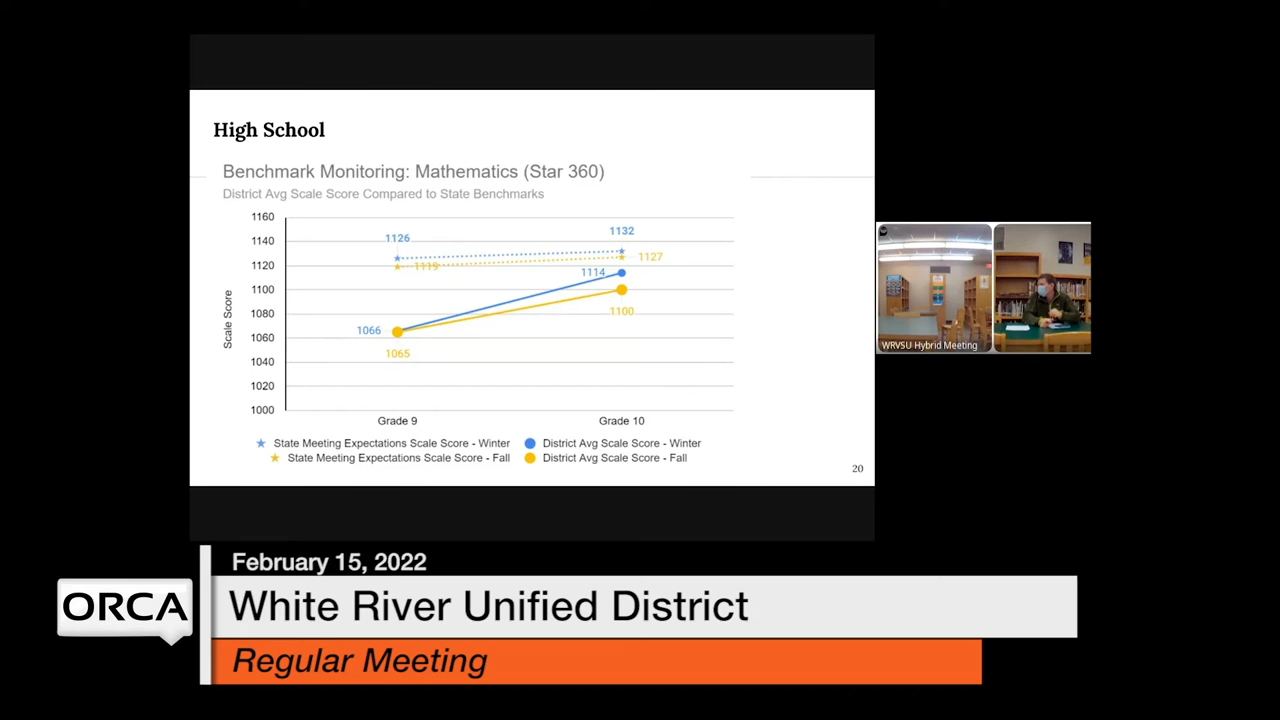 High School
Benchmark Monitoring: Mathematics (Star 360)
District Avg Scale Score Compared to State Benchmarks
Scale Score
1160
1140
1120
1100
1080
1060
1040
1020
1000
1126
1119
1132
1127
1114
1100
1066
1065
Grade 9
Grade 10
★ State Meeting Expectations Scale Score - Winter
● District Avg Scale Score - Winter
★ State Meeting Expectations Scale Score - Fall
● District Avg Scale Score - Fall
20
WRVSU Hybrid Meeting
February 15, 2022
ORCA
White River Unified District
Regular Meeting